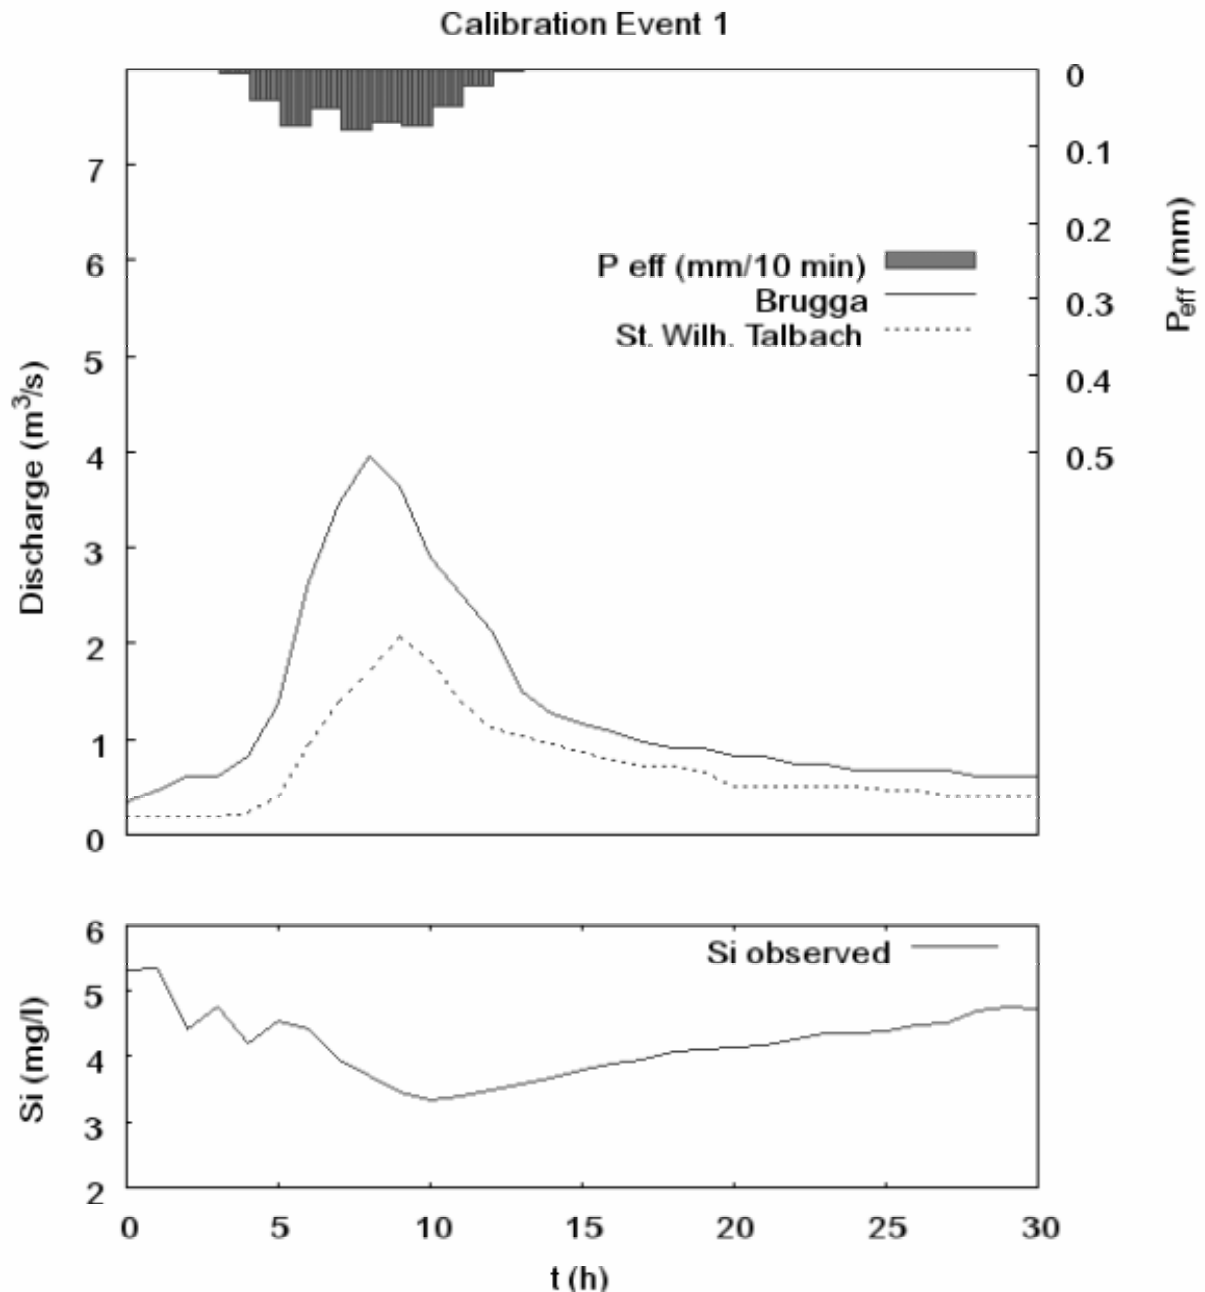 Calibration Event 1
0
0.1
0.2
0.3
0.4
0.5
P eff (mm)
7
6
5
4
3
2
1
0
Discharge (m³/s)
P eff (mm/10 min)
Brugga
St. Wilh. Talbach
6
5
4
3
2
Si (mg/l)
Si observed
0 5 10 15 20 25 30
t (h)